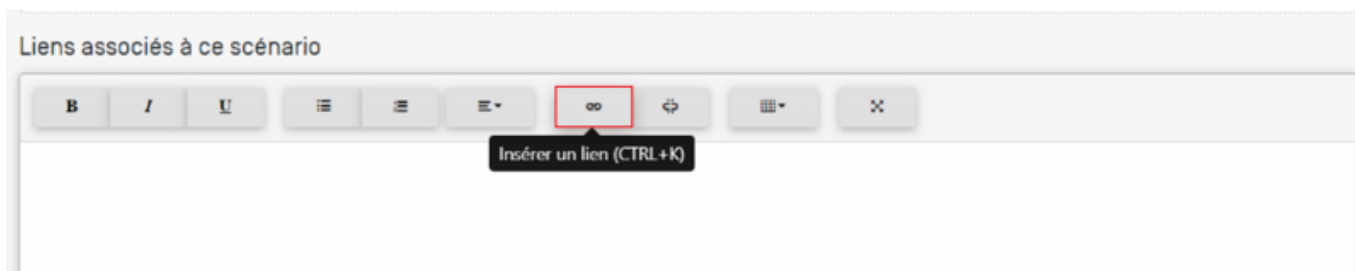 Liens associés à ce scénario
B I U
Insérer un lien (CTRL+K)